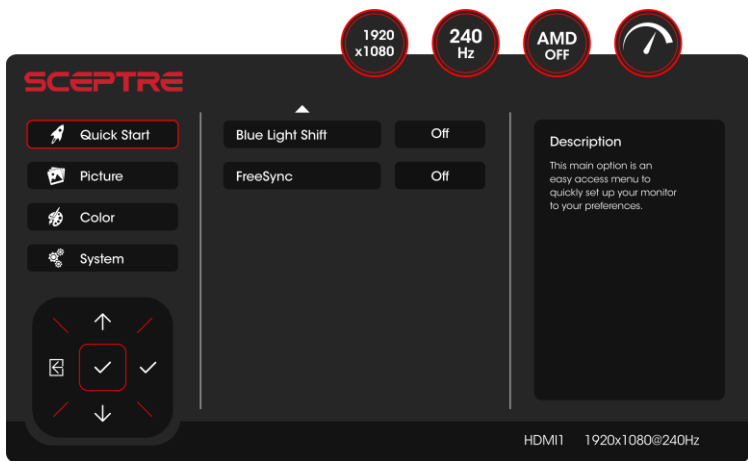 1920
x1080
240
Hz
AMD
OFF
SCEPTRE
Quick Start
Picture
Color
System
Blue Light Shift Off
FreeSync Off
Description
This main option is an
easy access menu to
quickly set up your monitor
to your preferences.
HDMI1 1920x1080@240Hz